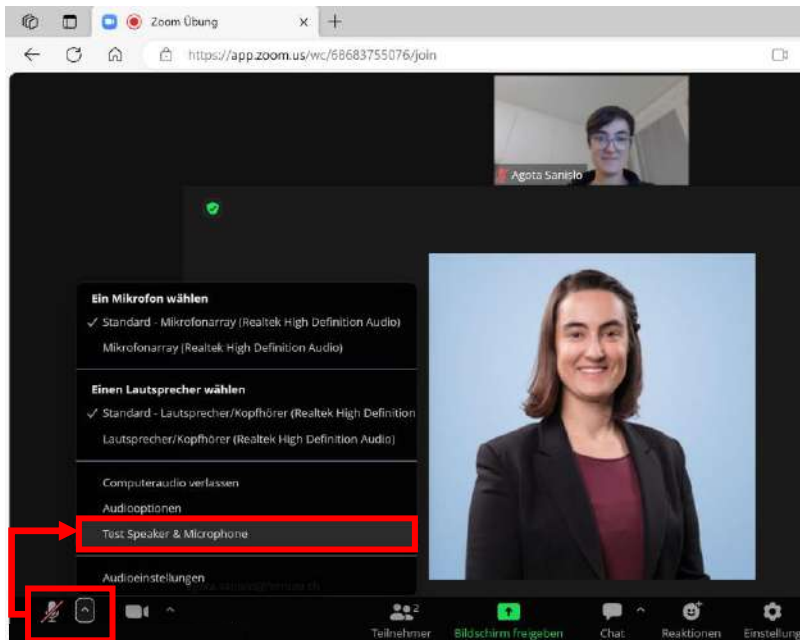 Zoom Übung
https://app.zoom.us/wc/68683755076/join
Agota Sanislo
Ein Mikrofon wählen
Standard - Mikrofonarray (Realtek High Definition Audio)
Mikrofonarray (Realtek High Definition Audio)
Einen Lautsprecher wählen
Standard - Lautsprecher/Kopfhörer (Realtek High Definition
Lautsprecher/Kopfhörer (Realtek High Definition Audio)
Computeraudio verlassen
Audiooptionen
Test Speaker & Microphone
Audioeinstellungen
2
Teilnehmer Bildschirm freigeben Chat Reaktionen Einstellung